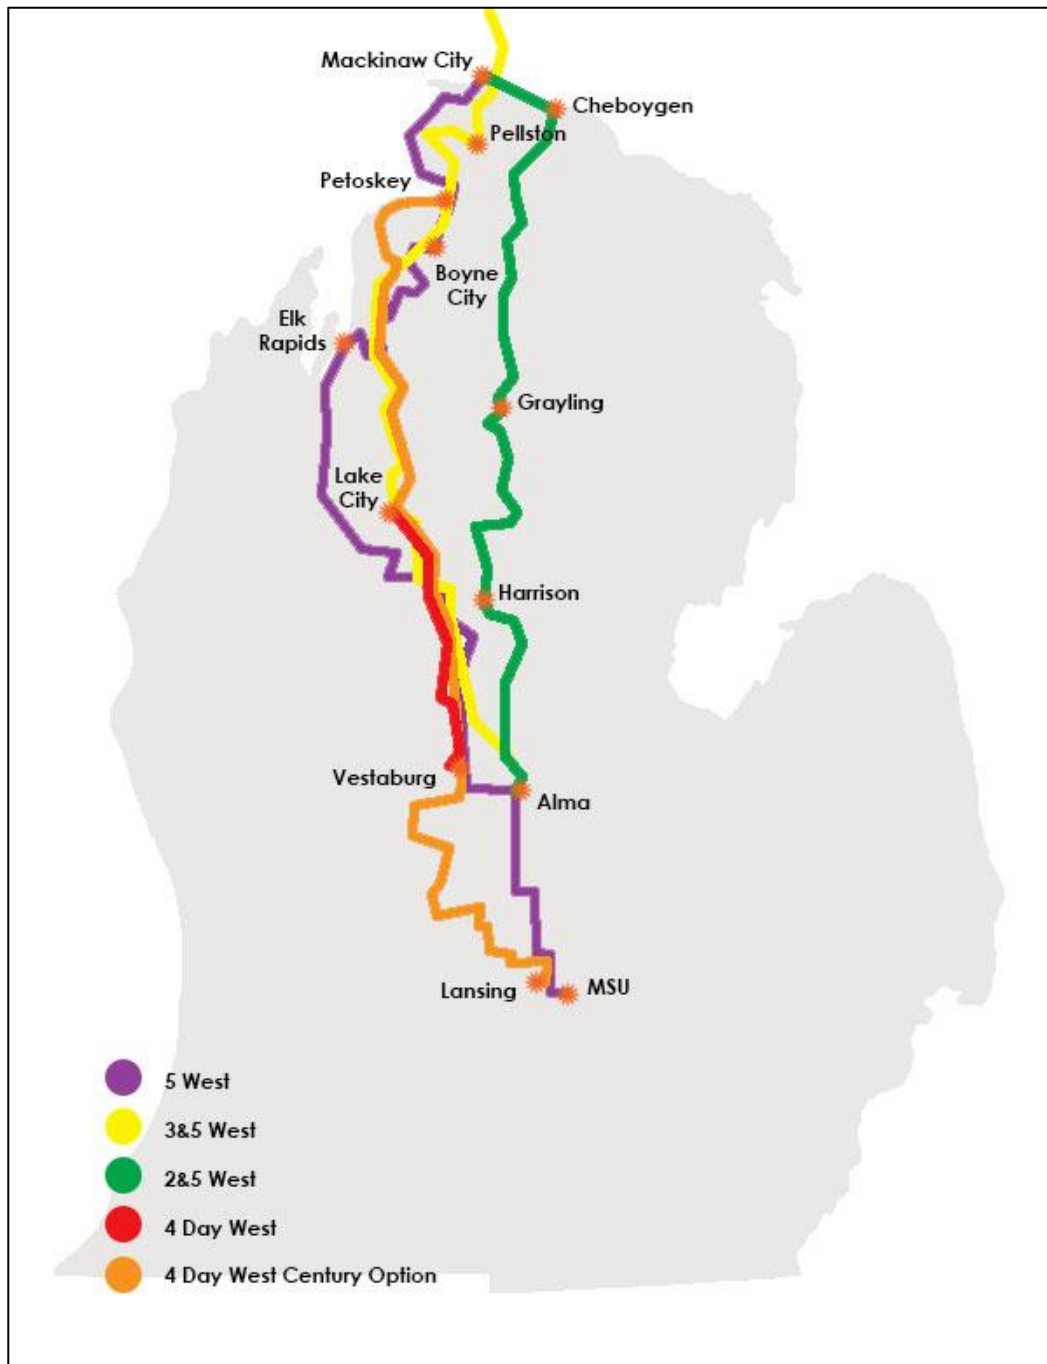 Mackinaw City
Cheboygen
Pellston
Petoskey
Boyne
City
Elk
Rapids
Grayling
Lake
City
Harrison
Vestaburg
Alma
Lansing
MSU
5 West
3&5 West
2&5 West
4 Day West
4 Day West Century Option